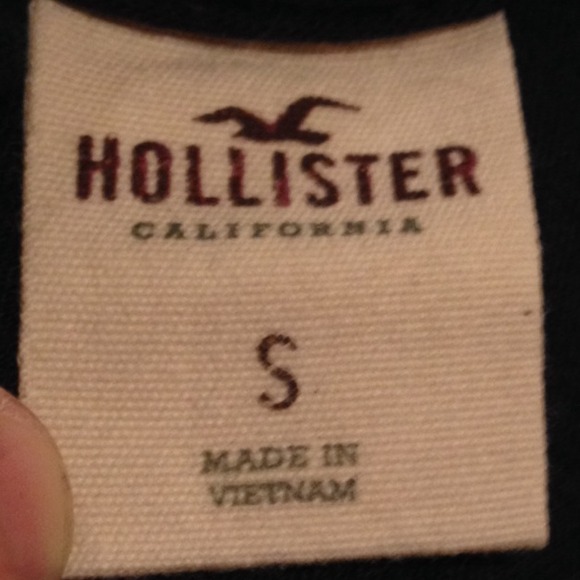 HOLLISTER
CALIFORNIA
S
MADE IN
VIETNAM